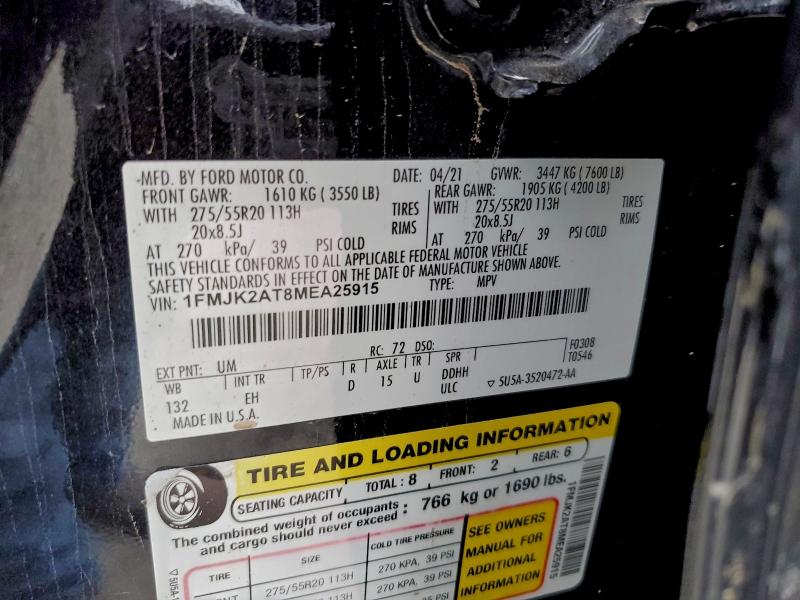 MFD. BY FORD MOTOR CO. DATE: 04/21 GVWR: 3447 KG (7600 LB)
FRONT GAWR: 1610 KG (3550 LB) REAR GAWR: 1905 KG (4200 LB)
WITH 275/55R20 113H TIRES WITH 275/55R20 113H TIRES
20x8.5J RIMS 20x8.5J RIMS
AT 270 kPa/ 39 PSI COLD AT 270 kPa/ 39 PSI COLD
THIS VEHICLE CONFORMS TO ALL APPLICABLE FEDERAL MOTOR VEHICLE
SAFETY STANDARDS IN EFFECT ON THE DATE OF MANUFACTURE SHOWN ABOVE.
VIN: 1FMJK2AT8MEA25915 TYPE: MPV
F0308
T0546
EXT PNT: UM RC: 72 DSO:
WB INT TR TP/PS R AXLE TR SPR
132 EH D 15 U DDHH
ULC 5U5A-3520472-AA
MADE IN U.S.A.
TIRE AND LOADING INFORMATION
SEATING CAPACITY TOTAL: 8 FRONT: 2 REAR: 6
The combined weight of occupants and cargo should never exceed : 766 kg or 1690 lbs.
TIRE SIZE COLD TIRE PRESSURE
275/55R20 113H 270 KPA, 39 PSI
275/55R20 113H 270 KPA, 39 PSI
SEE OWNERS
MANUAL FOR
ADDITIONAL
INFORMATION
1FMJK2AT8MEA25915